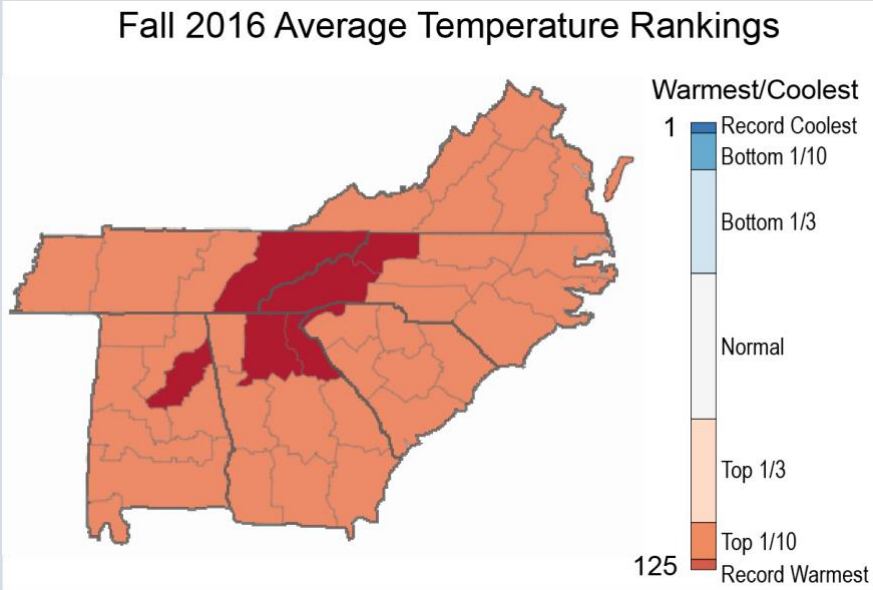 Fall 2016 Average Temperature Rankings
Warmest/Coolest
1
Record Coolest
Bottom 1/10
Bottom 1/3
Normal
Top 1/3
Top 1/10
125
Record Warmest